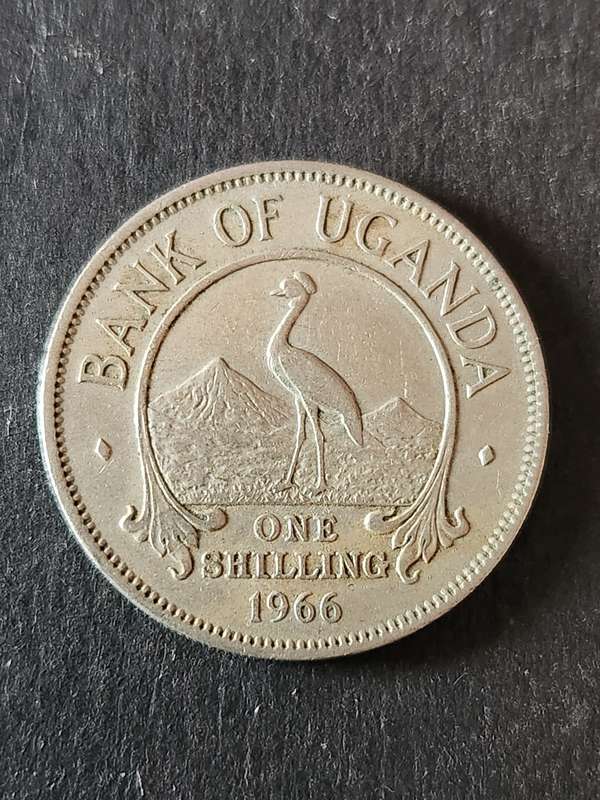 BANK OF UGANDA
ONE
SHILLING
1966